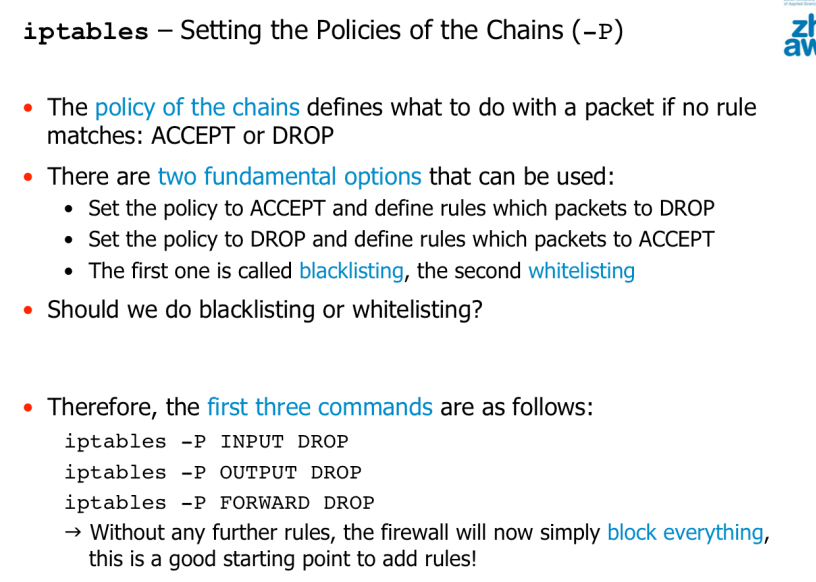 of Applied Scien
zh
aw
iptables – Setting the Policies of the Chains (-P)
• The policy of the chains defines what to do with a packet if no rule
matches: ACCEPT or DROP
• There are two fundamental options that can be used:
• Set the policy to ACCEPT and define rules which packets to DROP
• Set the policy to DROP and define rules which packets to ACCEPT
• The first one is called blacklisting, the second whitelisting
• Should we do blacklisting or whitelisting?
• Therefore, the first three commands are as follows:
iptables -P INPUT DROP
iptables -P OUTPUT DROP
iptables -P FORWARD DROP
→ Without any further rules, the firewall will now simply block everything,
this is a good starting point to add rules!